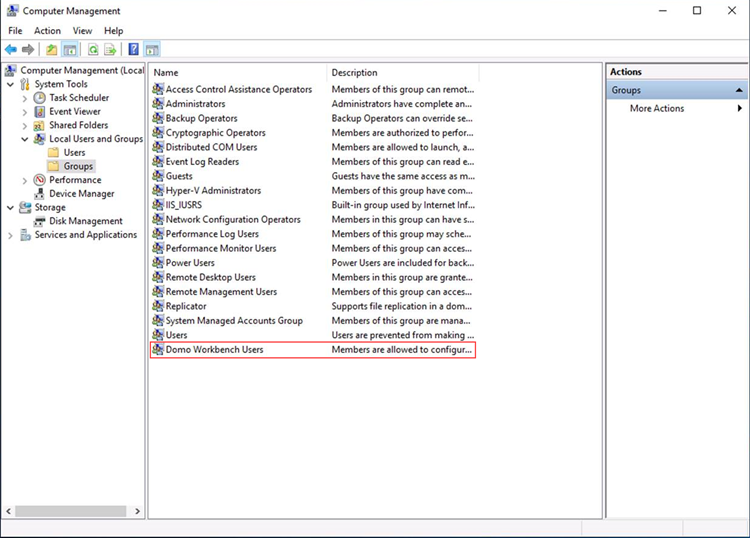 Computer Management
File Action View Help
Computer Management (Local
System Tools
Task Scheduler
Event Viewer
Shared Folders
Local Users and Groups
Users
Groups
Performance
Device Manager
Storage
Disk Management
Services and Applications
Name Description
Access Control Assistance Operators Members of this group can remot...
Administrators Administrators have complete an...
Backup Operators Backup Operators can override se...
Cryptographic Operators Members are authorized to perfor...
Distributed COM Users Members are allowed to launch, a...
Event Log Readers Members of this group can read e...
Guests Guests have the same access as m...
Hyper-V Administrators Members of this group have com...
IIS_IUSRS Built-in group used by Internet Inf...
Network Configuration Operators Members in this group can have s...
Performance Log Users Members of this group may sche...
Performance Monitor Users Members of this group can acces...
Power Users Power Users are included for back...
Remote Desktop Users Members in this group are grante...
Remote Management Users Members of this group can acces...
Replicator Supports file replication in a dom...
System Managed Accounts Group Members of this group are mana...
Users Users are prevented from making ...
Domo Workbench Users Members are allowed to configur...
Actions
Groups
More Actions